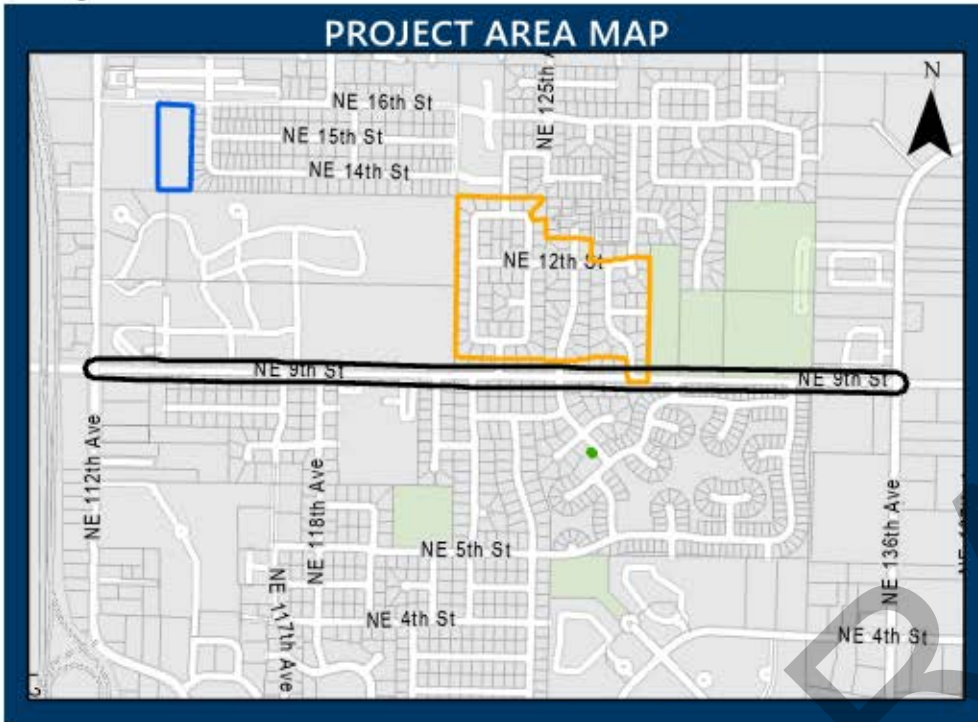 PROJECT AREA MAP
N
NE 125th A
NE 16th St
NE 15th St
NE 14th St
NE 12th St
NE 9th St
NE 9th St
NE 112th Ave
NE 118th Ave
NE 136th Ave
NE 5th St
NE 117th Ave
NE 4th St
NE 4th St